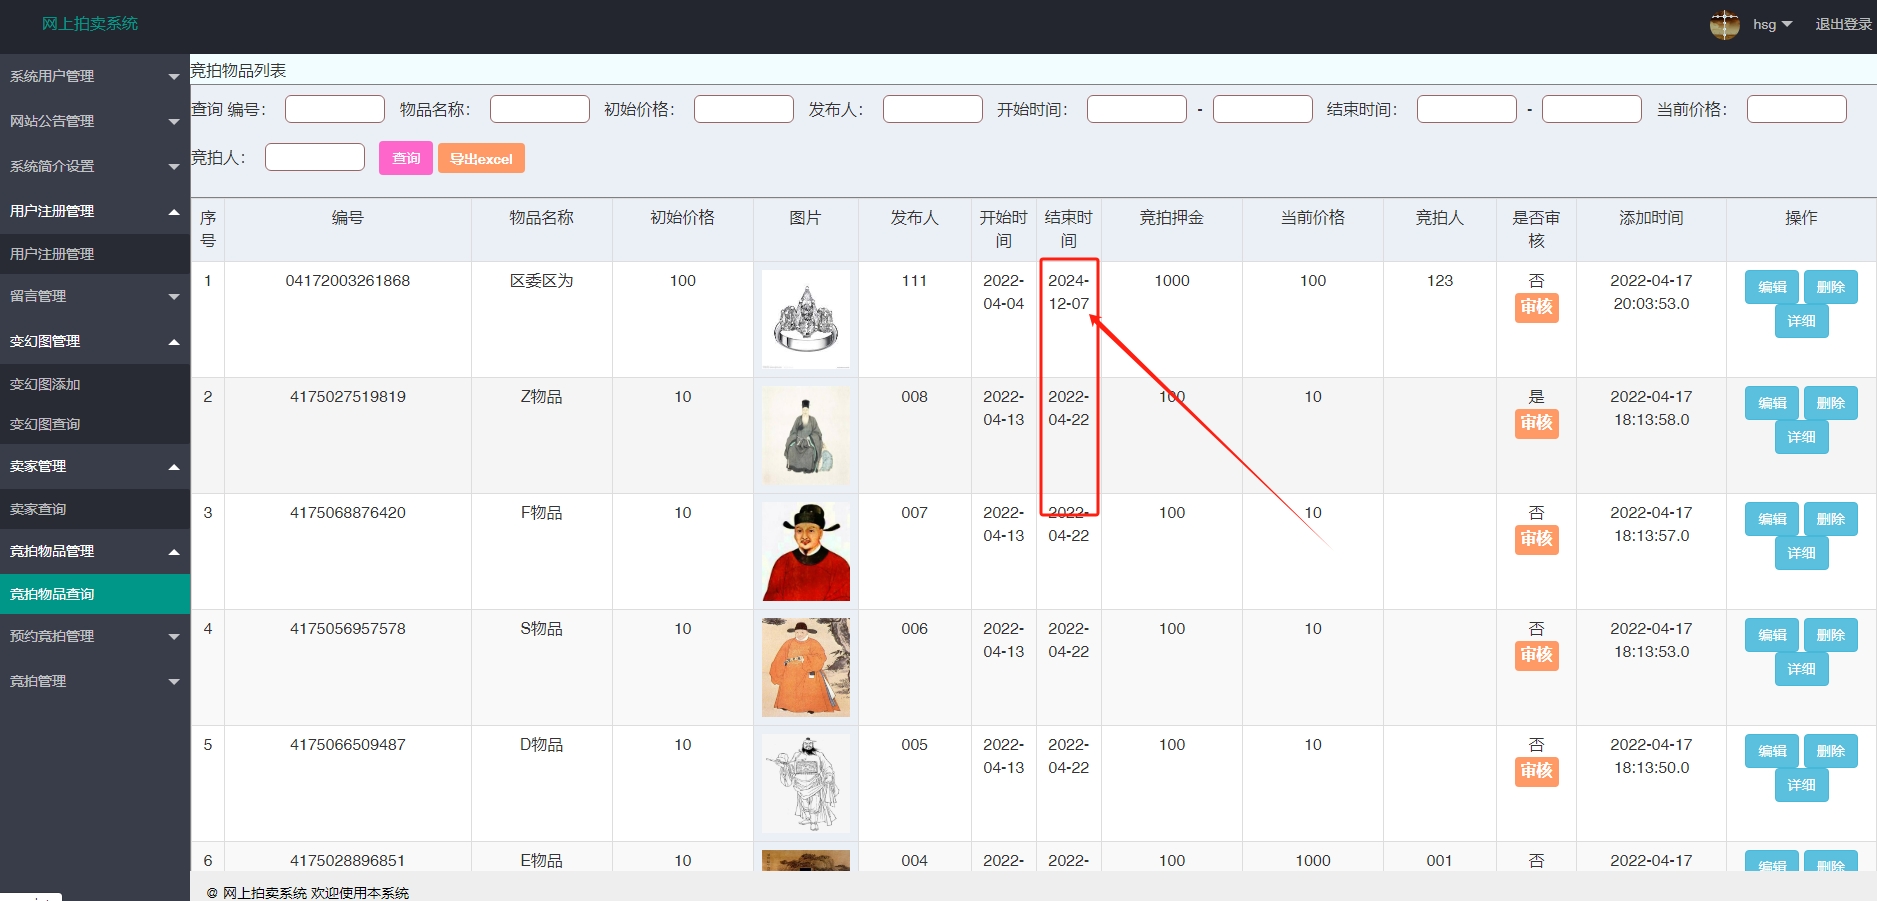 网上拍卖系统
hsg
退出登录
系统用户管理
网站公告管理
系统简介设置
用户注册管理
用户注册管理
留言管理
变幻图管理
变幻图添加
变幻图查询
卖家管理
卖家查询
竞拍物品管理
竞拍物品查询
预约竞拍管理
竞拍管理
竞拍物品列表
查询 编号： 物品名称： 初始价格： 发布人： 开始时间： - 结束时间： - 当前价格：
竞拍人： 查询 导出excel
序号 编号 物品名称 初始价格 图片 发布人 开始时间 结束时间 竞拍押金 当前价格 竞拍人 是否审核 添加时间 操作
1 04172003261868 区委区为 100 111 2022-04-04 2024-12-07 1000 100 123 否 审核 2022-04-17 20:03:53.0 编辑 删除 详细
2 4175027519819 Z物品 10 008 2022-04-13 2022-04-22 100 10 是 审核 2022-04-17 18:13:58.0 编辑 删除 详细
3 4175068876420 F物品 10 007 2022-04-13 2022-04-22 100 10 否 审核 2022-04-17 18:13:57.0 编辑 删除 详细
4 4175056957578 S物品 10 006 2022-04-13 2022-04-22 100 10 否 审核 2022-04-17 18:13:53.0 编辑 删除 详细
5 4175066509487 D物品 10 005 2022-04-13 2022-04-22 100 10 否 审核 2022-04-17 18:13:50.0 编辑 删除 详细
6 4175028896851 E物品 10 004 2022- 2022- 100 1000 001 否 2022-04-17 编辑 删除
@ 网上拍卖系统 欢迎使用本系统